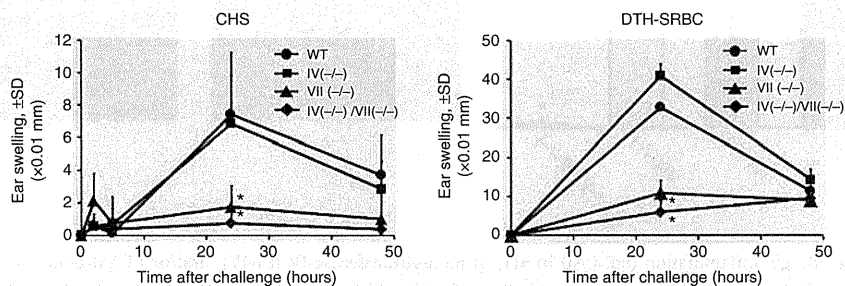 CHS
Ear swelling, ±SD
(×0.01 mm)
12
10
8
6
4
2
0
WT
IV(–/–)
VII (–/–)
IV(–/–) /VII(–/–)
*
*
0
10
20
30
40
50
Time after challenge (hours)
DTH-SRBC
Ear swelling, ±SD
(×0.01 mm)
50
40
30
20
10
0
WT
IV(–/–)
VII (–/–)
IV(–/–)/VII(–/–)
*
*
0
10
20
30
40
50
Time after challenge (hours)